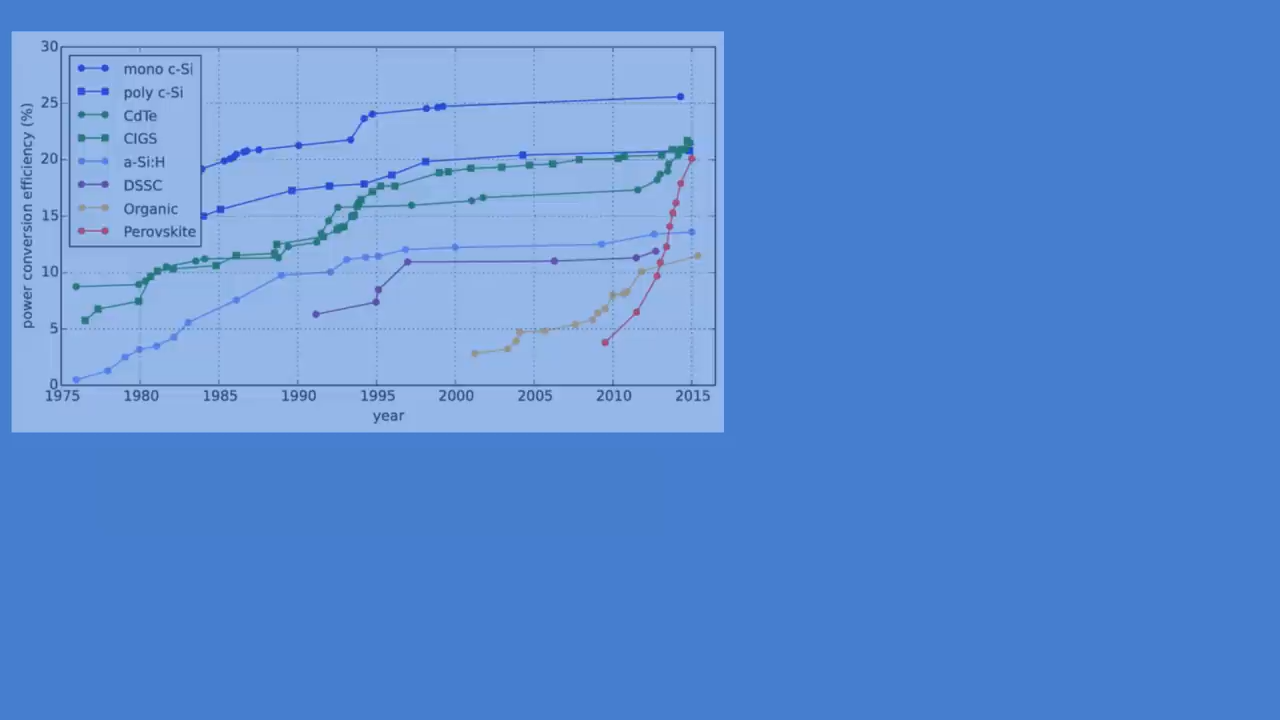 30
25
20
15
10
5
0
power conversion efficiency (%)
mono c-Si
poly c-Si
CdTe
CIGS
a-Si:H
DSSC
Organic
Perovskite
1975 1980 1985 1990 1995 2000 2005 2010 2015
year